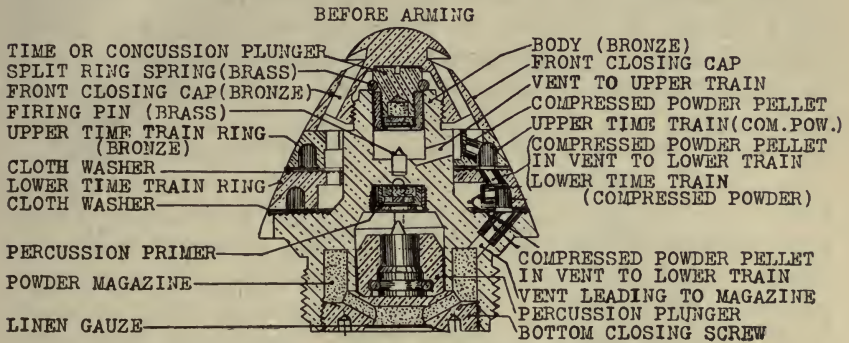 BEFORE ARMING
TIME OR CONCUSSION PLUNGER
SPLIT RING SPRING(BRASS)
FRONT CLOSING CAP(BRONZE)
FIRING PIN (BRASS)
UPPER TIME TRAIN RING
(BRONZE)
CLOTH WASHER
LOWER TIME TRAIN RING
CLOTH WASHER
PERCUSSION PRIMER
POWDER MAGAZINE
LINEN GAUZE
BODY (BRONZE)
FRONT CLOSING CAP
VENT TO UPPER TRAIN
COMPRESSED POWDER PELLET
UPPER TIME TRAIN(COM.POW.)
(COMPRESSED POWDER PELLET
IN VENT TO LOWER TRAIN
(LOWER TIME TRAIN
(COMPRESSED POWDER)
COMPRESSED POWDER PELLET
IN VENT TO LOWER TRAIN
VENT LEADING TO MAGAZINE
PERCUSSION PLUNGER
BOTTOM CLOSING SCREW